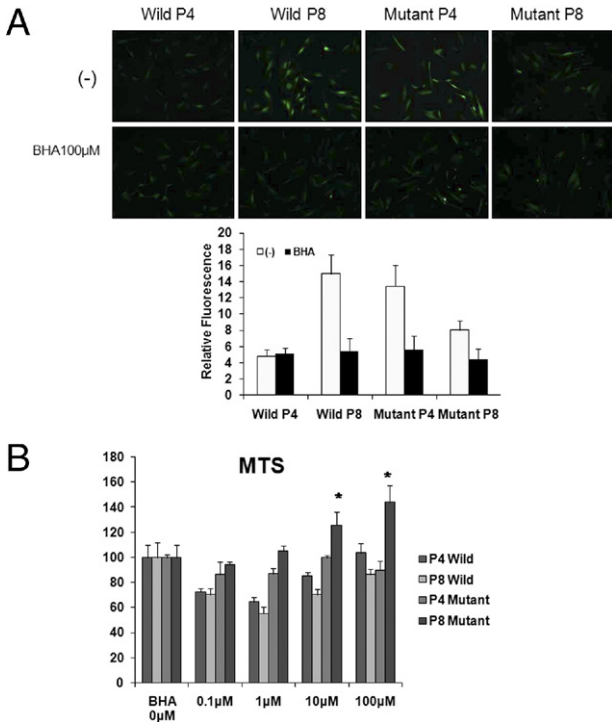 A
Wild P4 Wild P8 Mutant P4 Mutant P8
(-)
BHA100µM
Relative Fluorescence
20
18
16
14
12
10
8
6
4
2
0
(-) BHA
Wild P4 Wild P8 Mutant P4 Mutant P8
B
MTS
180
160
140
120
100
80
60
40
20
0
* *
P4 Wild
P8 Wild
P4 Mutant
P8 Mutant
BHA 0.1µM 1µM 10µM 100µM
0µM